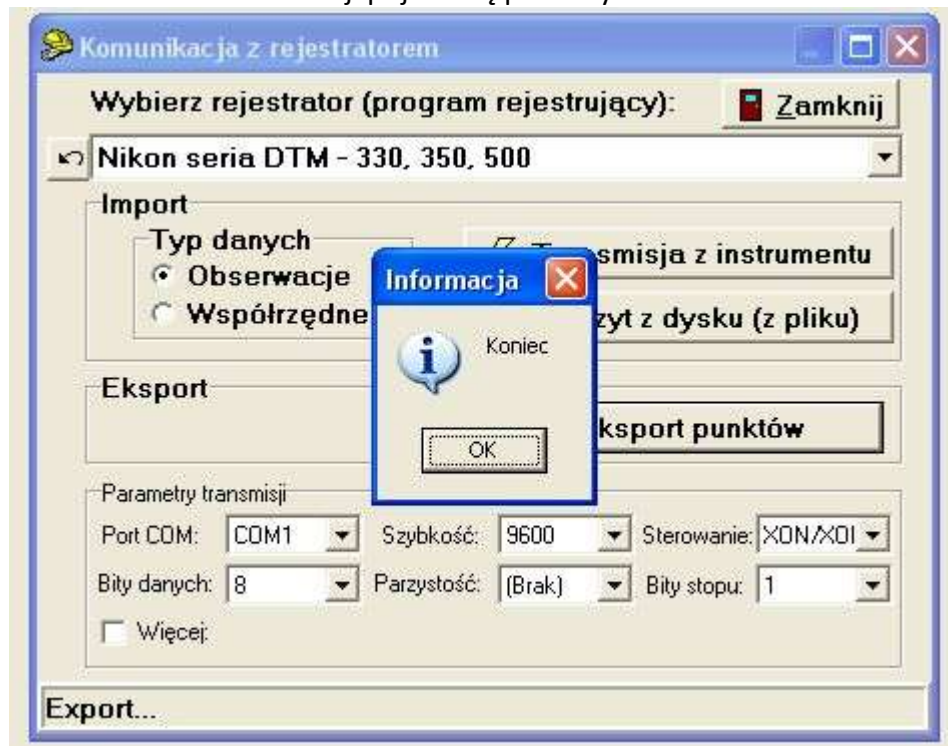 Komunikacja z rejestratorem
Wybierz rejestrator (program rejestrujący):
Zamknij
Nikon seria DTM - 330, 350, 500
Import
Typ danych
Obserwacje
Współrzędne
smisja z instrumentu
zyt z dysku (z pliku)
Informacja
Koniec
OK
Eksport
ksport punktów
Parametry transmisji
Port COM: COM1 Szybkość: 9600 Sterowanie: XON/XOI
Bity danych: 8 Parzystość: (Brak) Bity stopu: 1
Więcej:
Export...